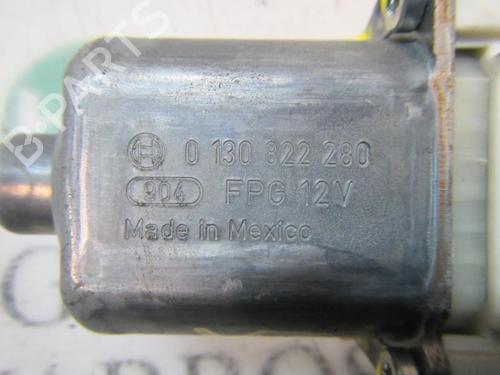 0 130 822 280
904 FPG 12V
Made in Mexico
B-PARTS